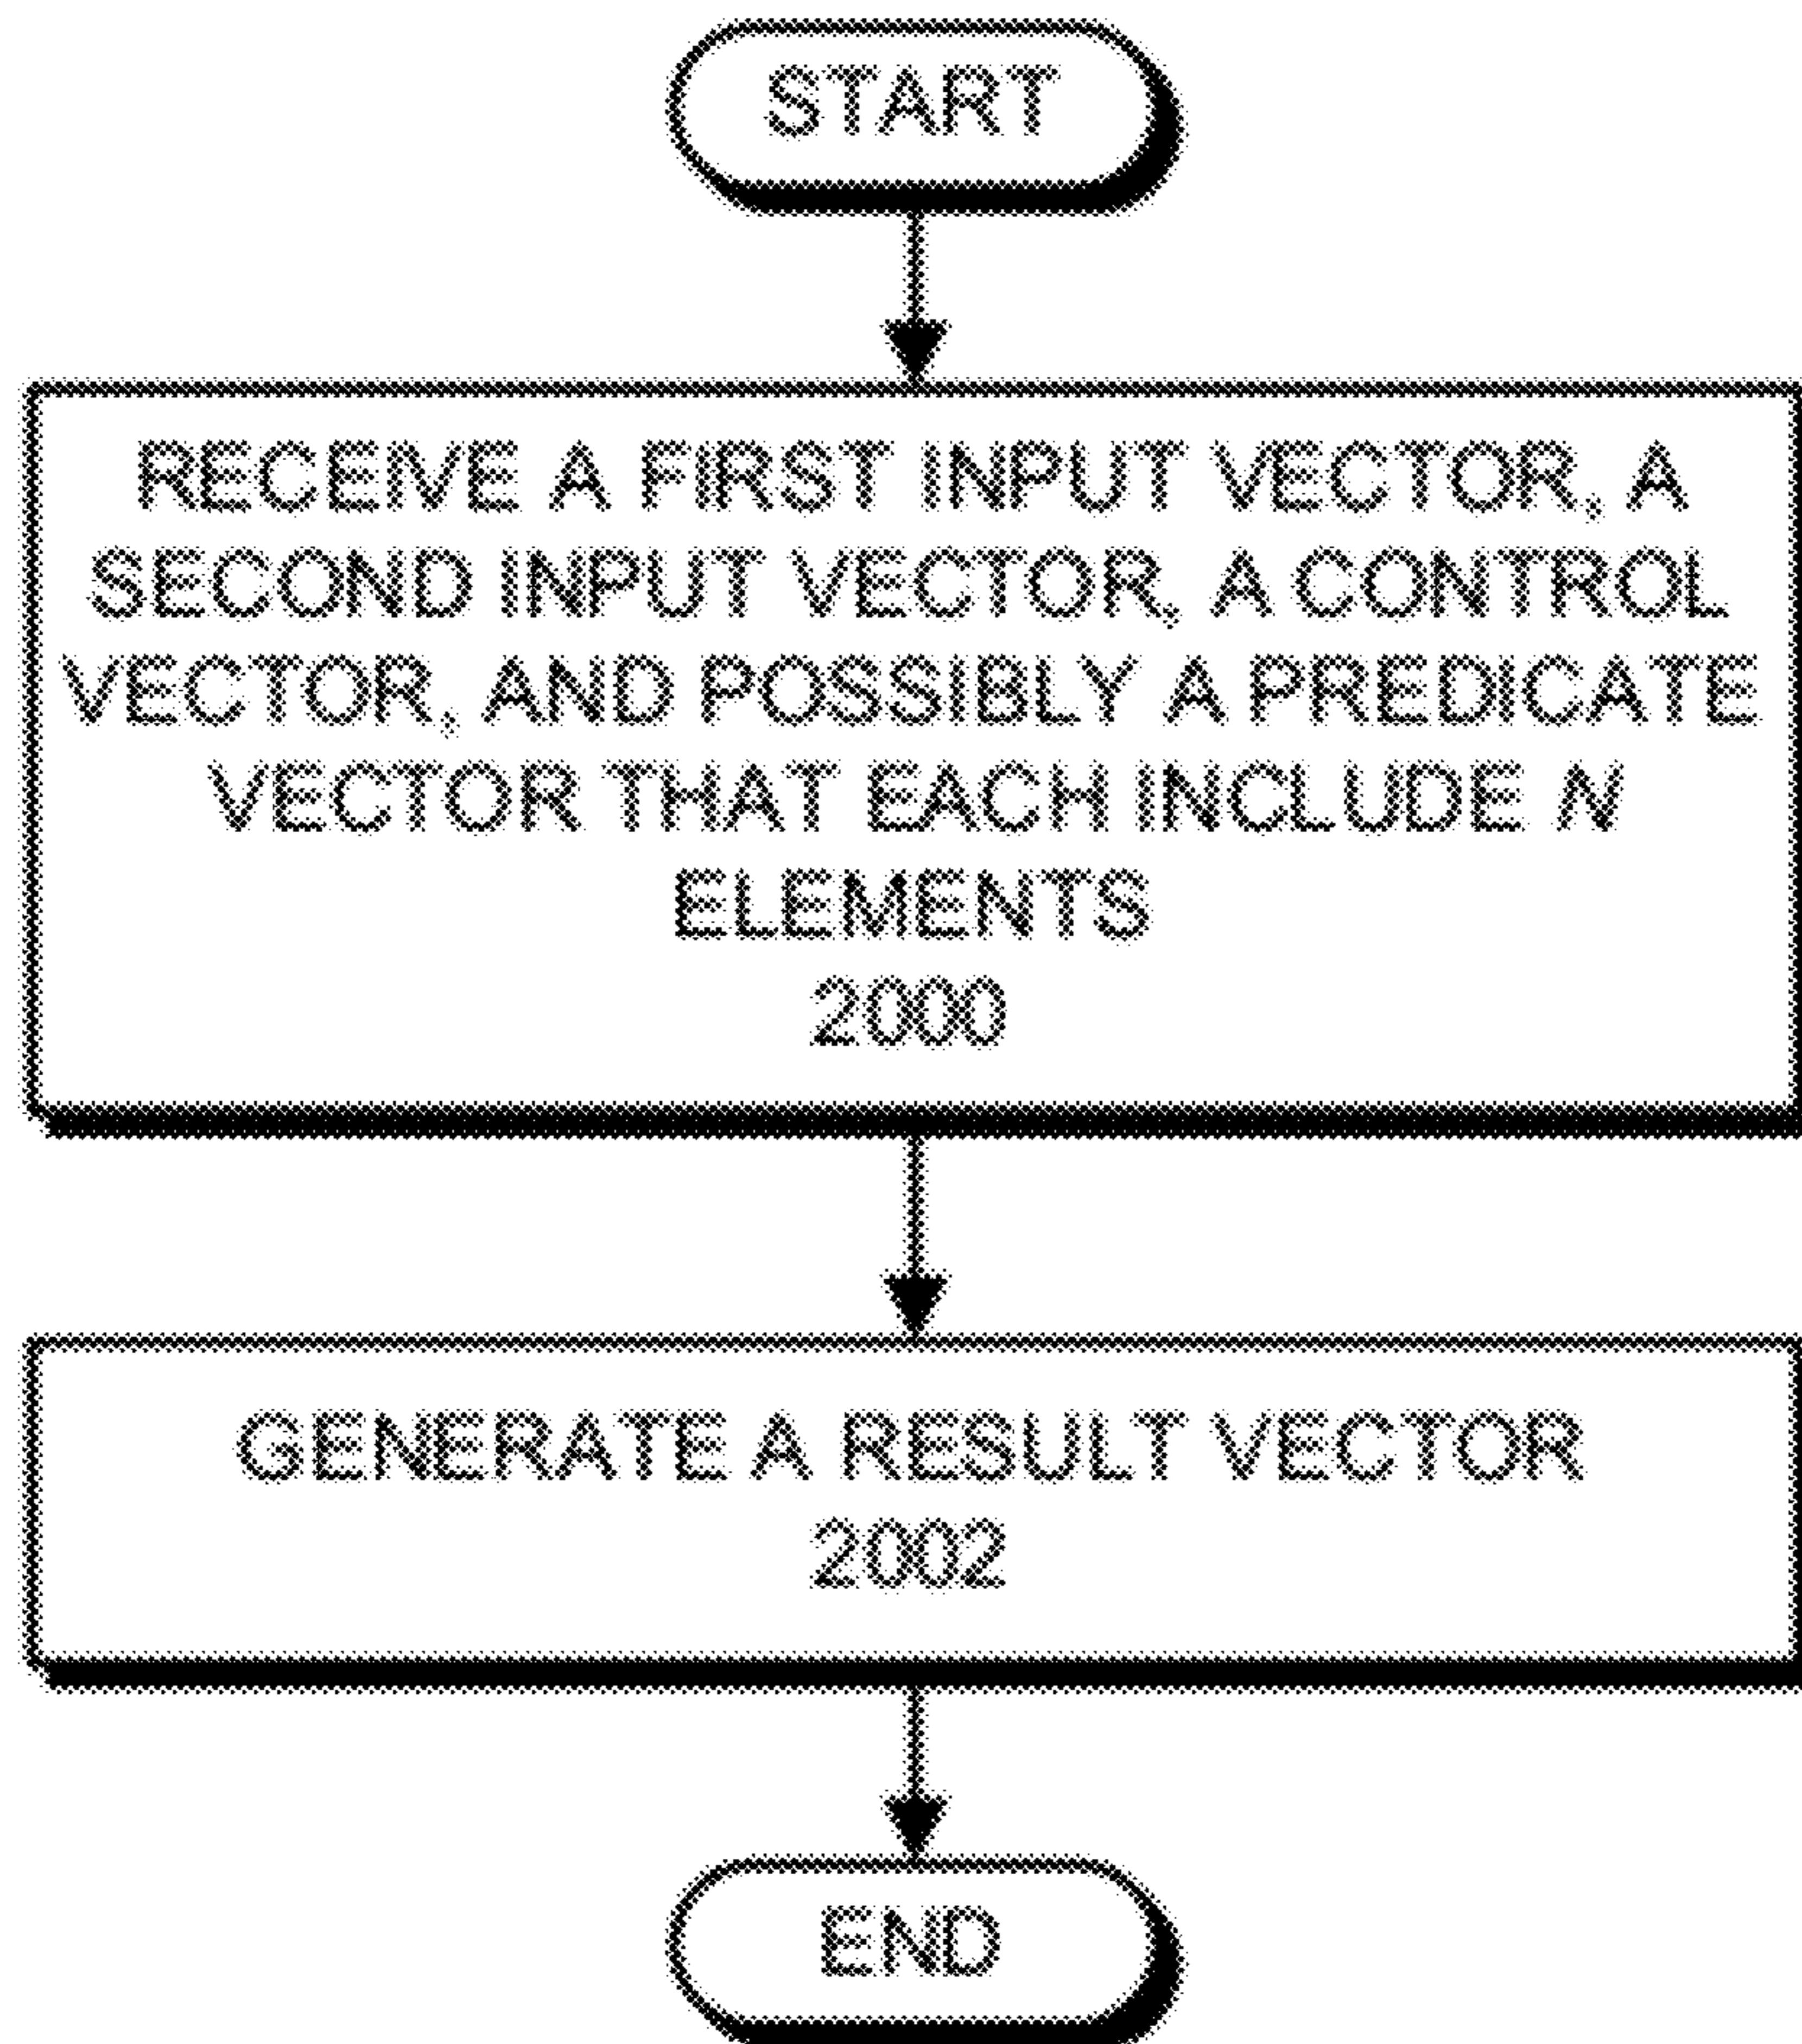 START
RECEIVE A FIRST INPUT VECTOR, A
SECOND INPUT VECTOR, A CONTROL
VECTOR, AND POSSIBLY A PREDICATE
VECTOR THAT EACH INCLUDE N
ELEMENTS
2000
GENERATE A RESULT VECTOR
2002
END